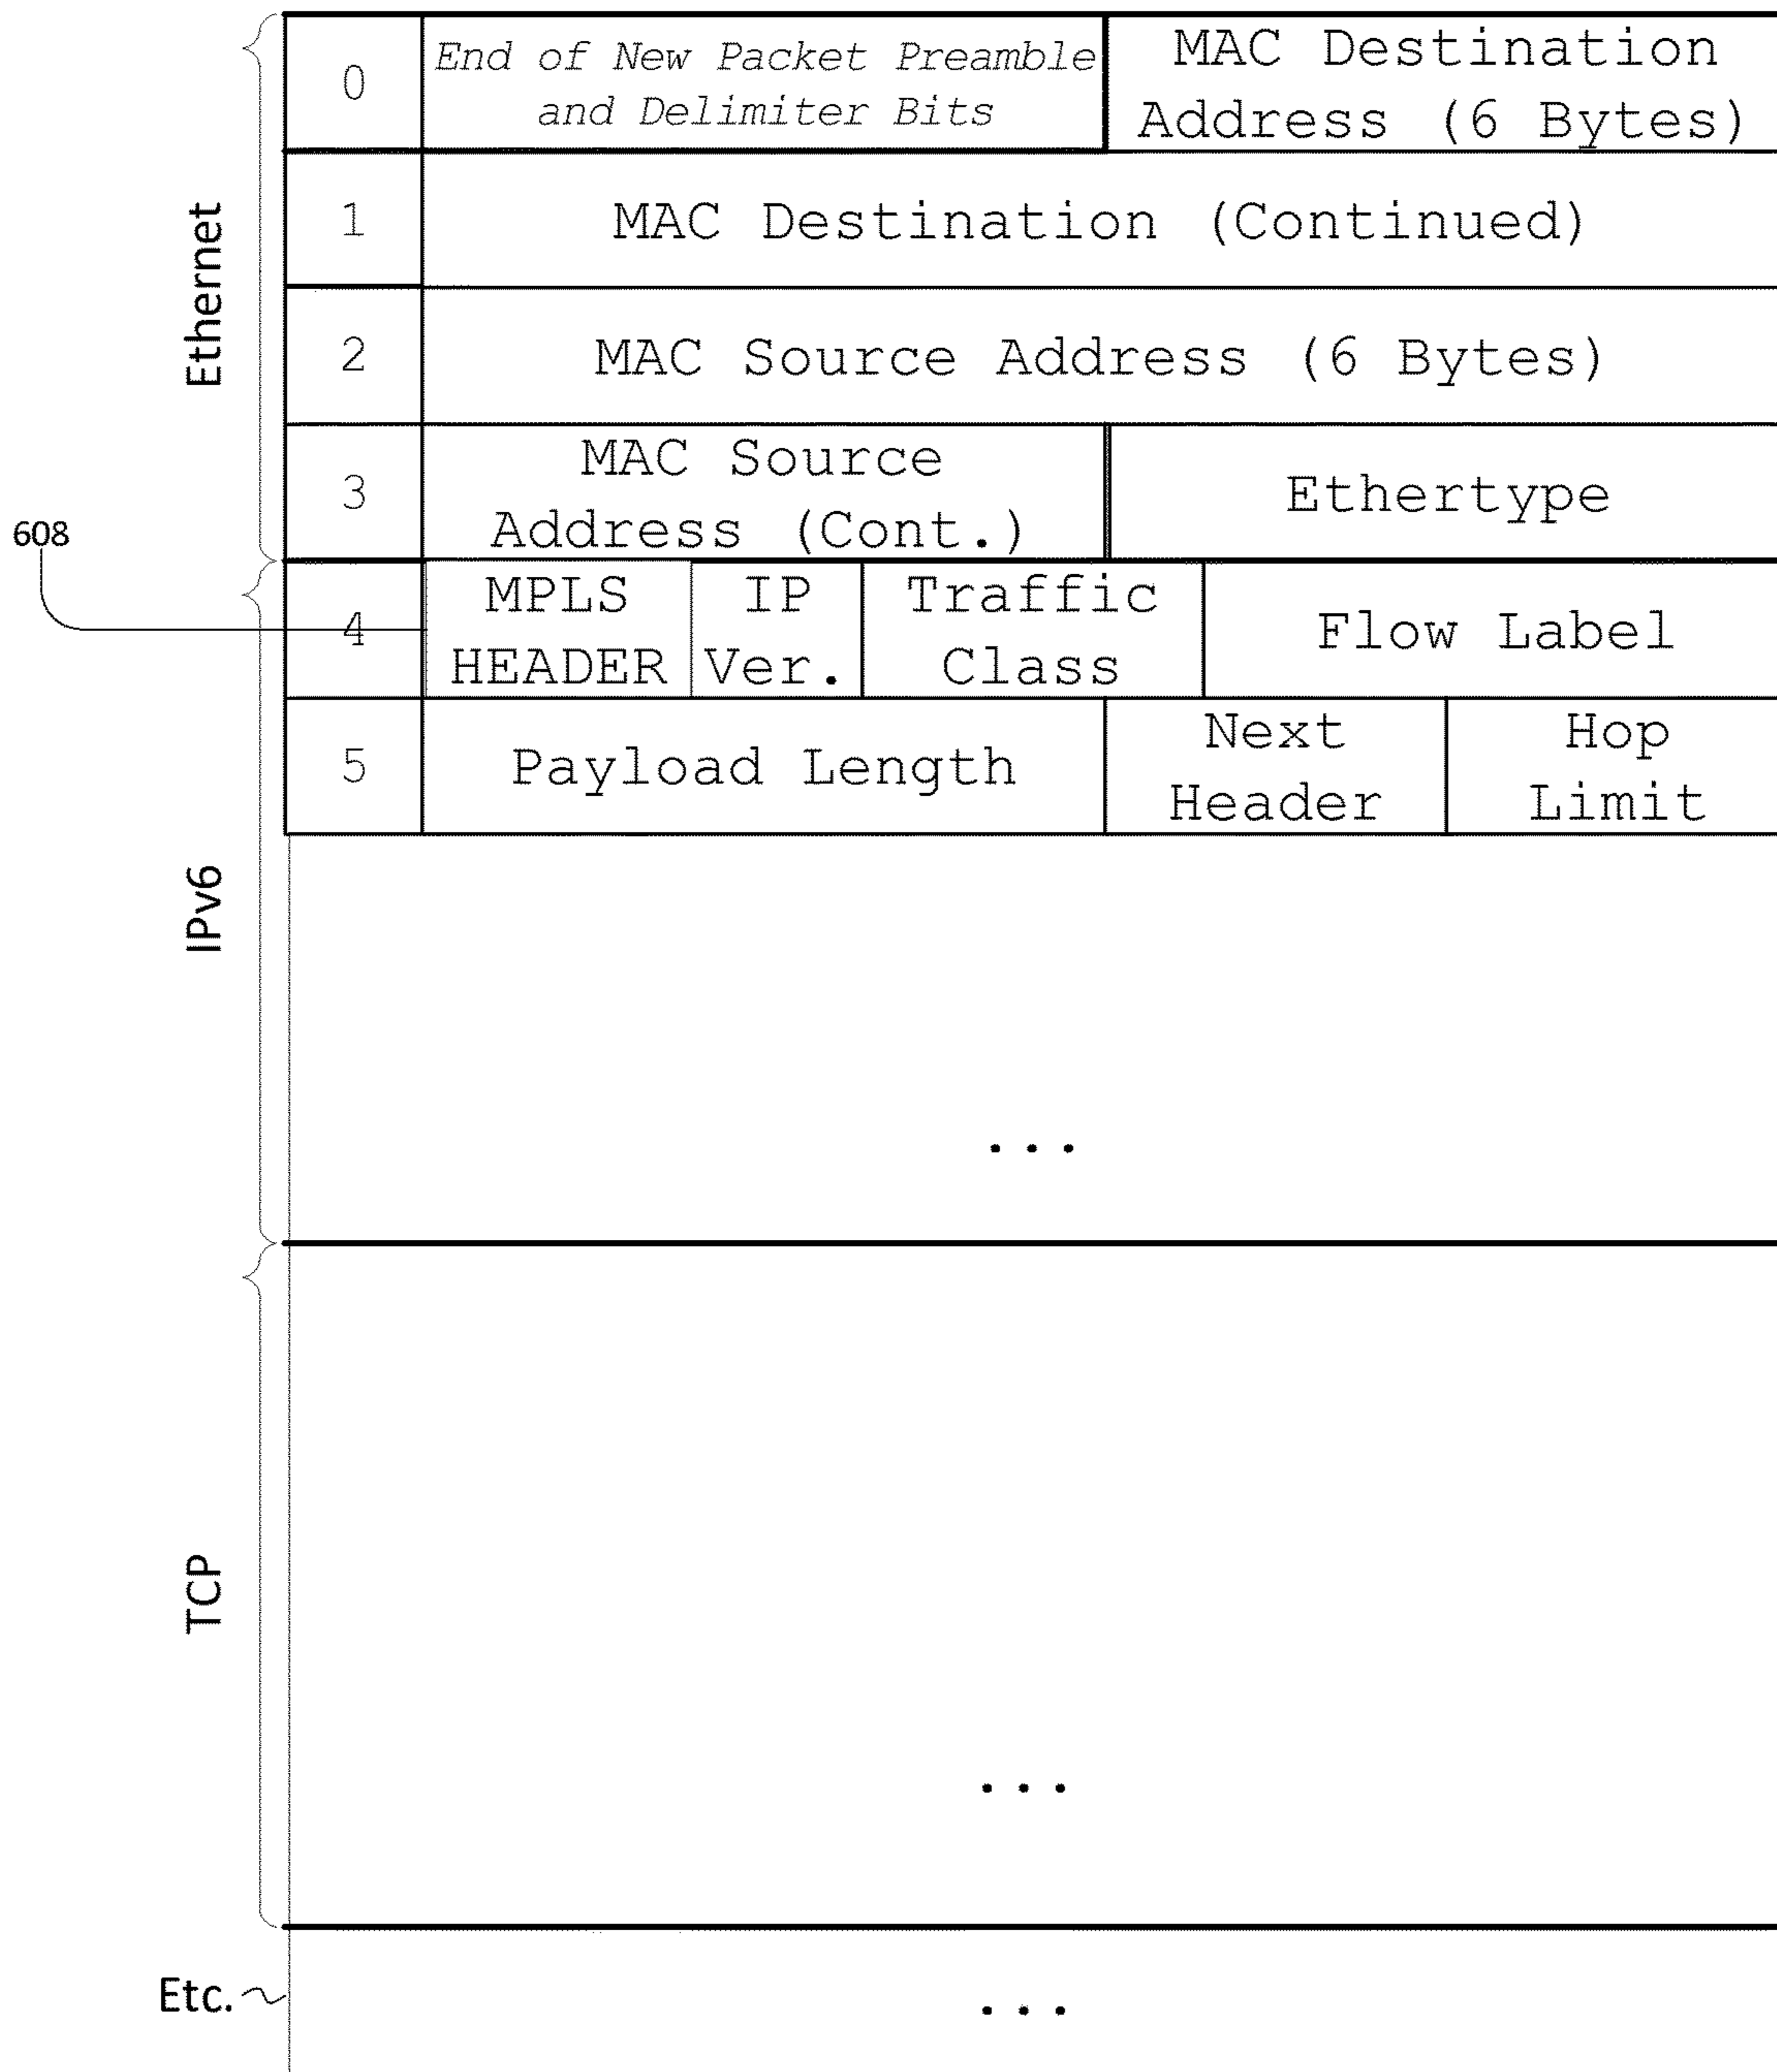 Ethernet
0
End of New Packet Preamble
and Delimiter Bits
MAC Destination
Address (6 Bytes)
1
MAC Destination (Continued)
2
MAC Source Address (6 Bytes)
3
MAC Source
Address (Cont.)
Ethertype
608
IPv6
4
MPLS
HEADER
IP
Ver.
Traffic
Class
Flow Label
5
Payload Length
Next
Header
Hop
Limit
...
TCP
...
Etc.
...